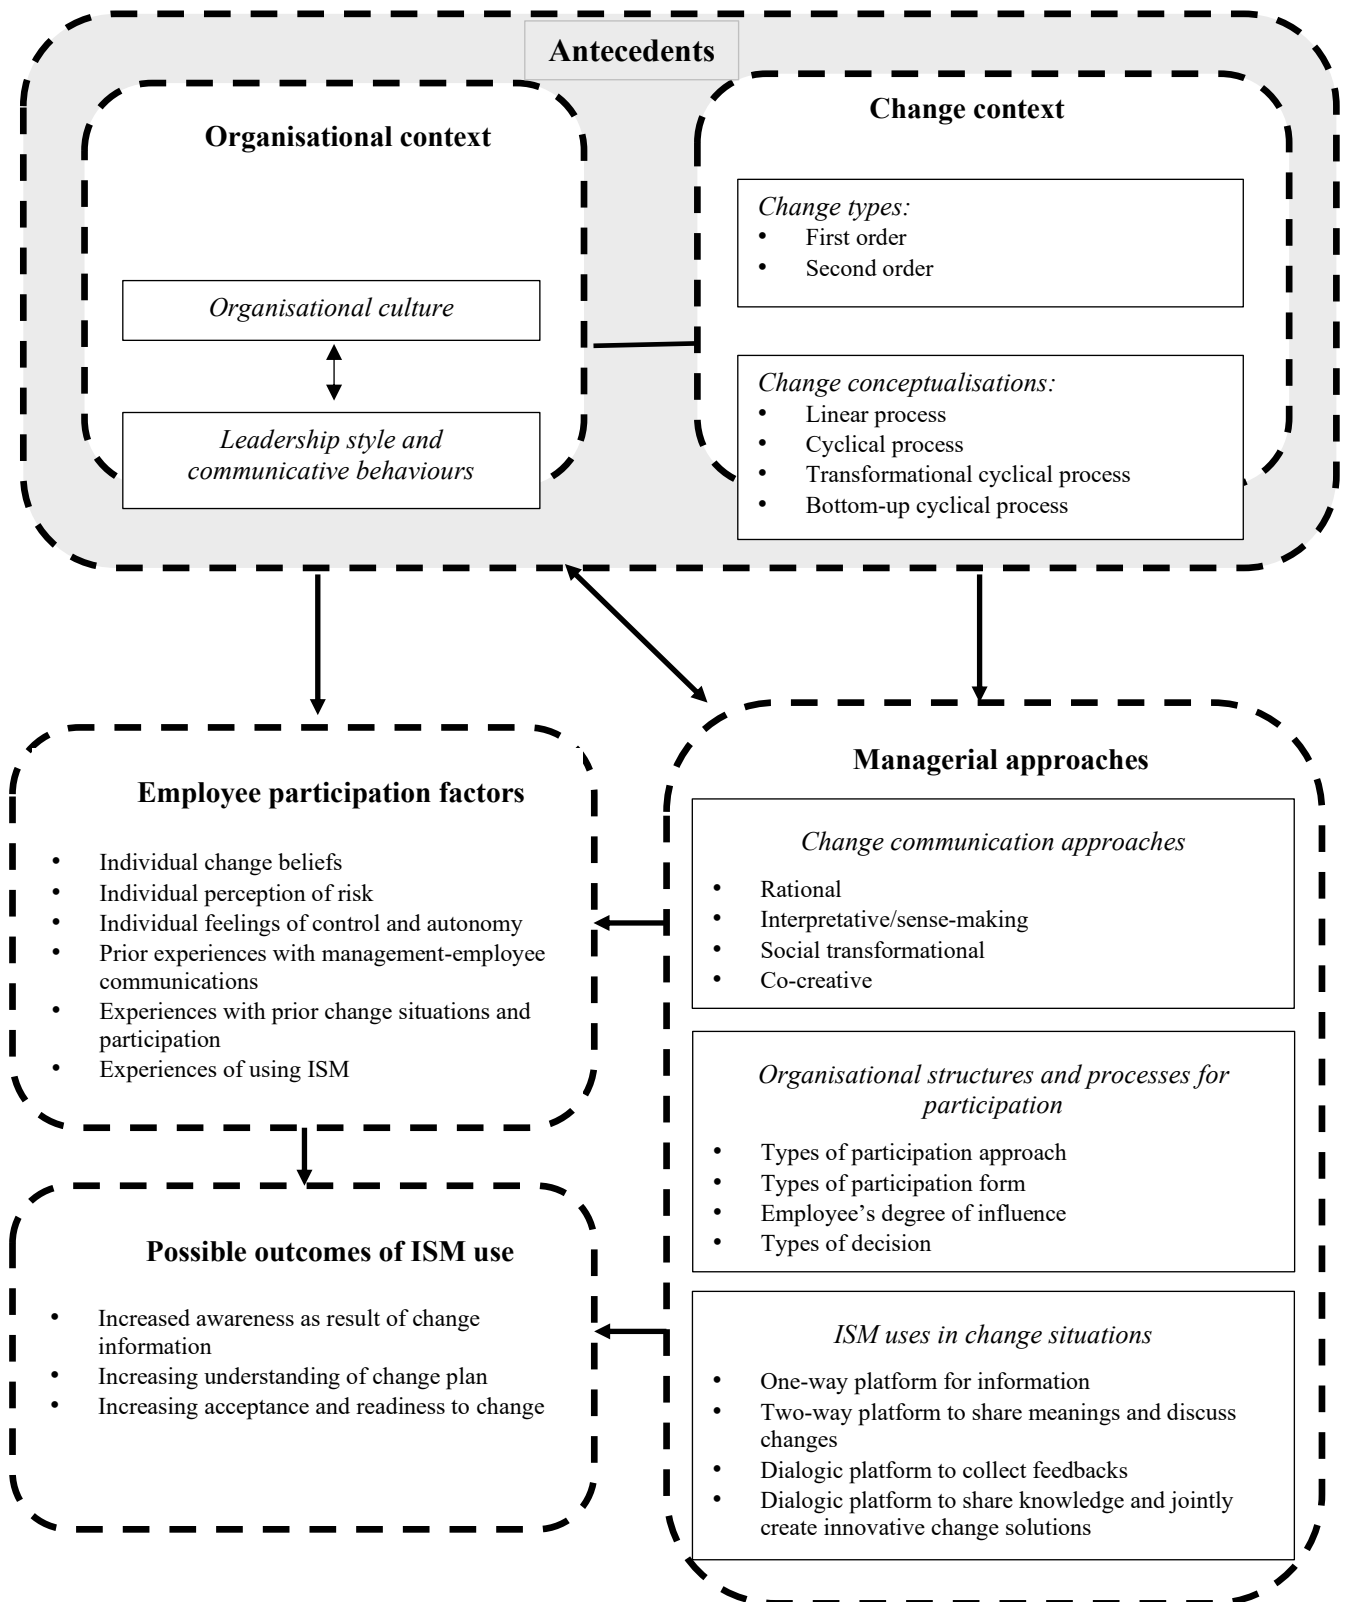 Antecedents
Organisational context
Organisational culture
Leadership style and
communicative behaviours
Change context
Change types:
• First order
• Second order
Change conceptualisations:
• Linear process
• Cyclical process
• Transformational cyclical process
• Bottom-up cyclical process
Employee participation factors
• Individual change beliefs
• Individual perception of risk
• Individual feelings of control and autonomy
• Prior experiences with management-employee
communications
• Experiences with prior change situations and
participation
• Experiences of using ISM
Possible outcomes of ISM use
• Increased awareness as result of change
information
• Increasing understanding of change plan
• Increasing acceptance and readiness to change
Managerial approaches
Change communication approaches
• Rational
• Interpretative/sense-making
• Social transformational
• Co-creative
Organisational structures and processes for
participation
• Types of participation approach
• Types of participation form
• Employee’s degree of influence
• Types of decision
ISM uses in change situations
• One-way platform for information
• Two-way platform to share meanings and discuss
changes
• Dialogic platform to collect feedbacks
• Dialogic platform to share knowledge and jointly
create innovative change solutions